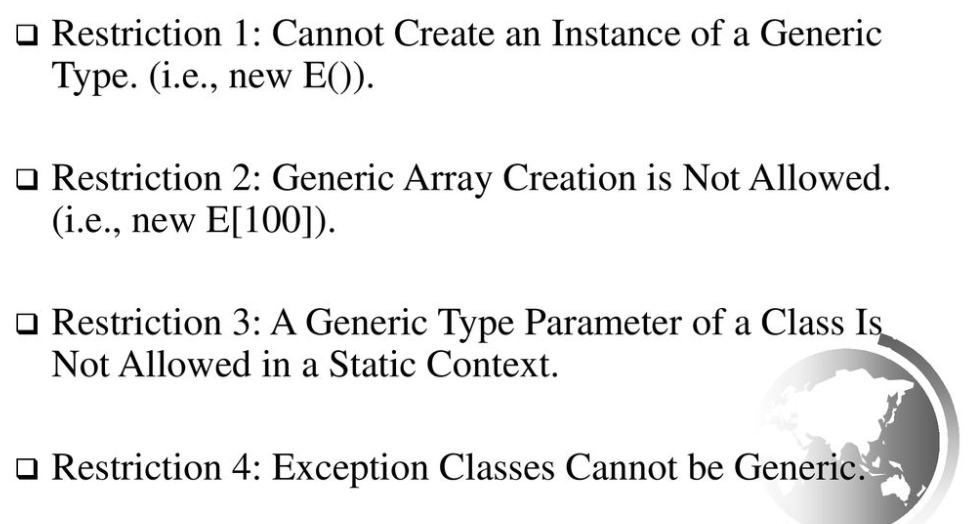 ❑ Restriction 1: Cannot Create an Instance of a Generic
Type. (i.e., new E()).
❑ Restriction 2: Generic Array Creation is Not Allowed.
(i.e., new E[100]).
❑ Restriction 3: A Generic Type Parameter of a Class Is
Not Allowed in a Static Context.
❑ Restriction 4: Exception Classes Cannot be Generic.